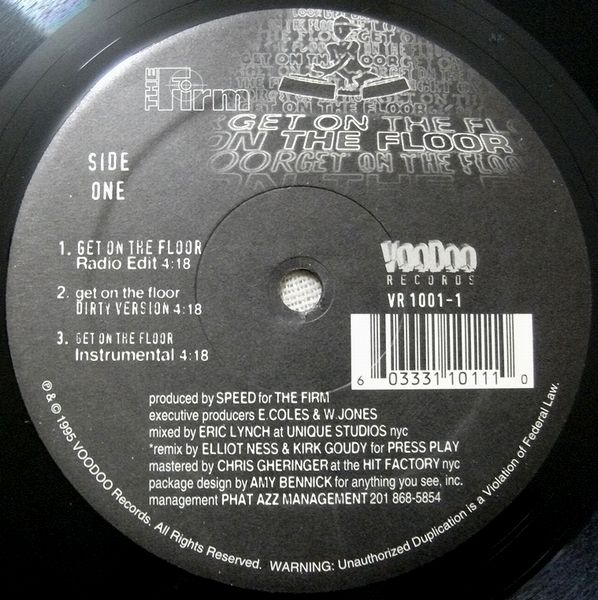 THE Firm
GET ON THE FL
ON THE FLOOR
OORGET ON THE FLOO
SIDE
ONE
1. GET ON THE FLOOR
Radio Edit 4:18
2. get on the floor
DIRTY VERSION 4:18
3. GET ON THE FLOOR
Instrumental 4:18
VOODOO
RECORDS
VR 1001-1
6 03331 10111 0
produced by SPEED for THE FIRM
executive producers E.COLES & W.JONES
mixed by ERIC LYNCH at UNIQUE STUDIOS nyc
*remix by ELLIOT NESS & KIRK GOUDY for PRESS PLAY
mastered by CHRIS GHERINGER at the HIT FACTORY nyc
package design by AMY BENNICK for anything you see, inc.
management PHAT AZZ MANAGEMENT 201 868-5854
℗ & © 1995 VOODOO Records. All Rights Reserved. WARNING: Unauthorized Duplication is a Violation of Federal Law.